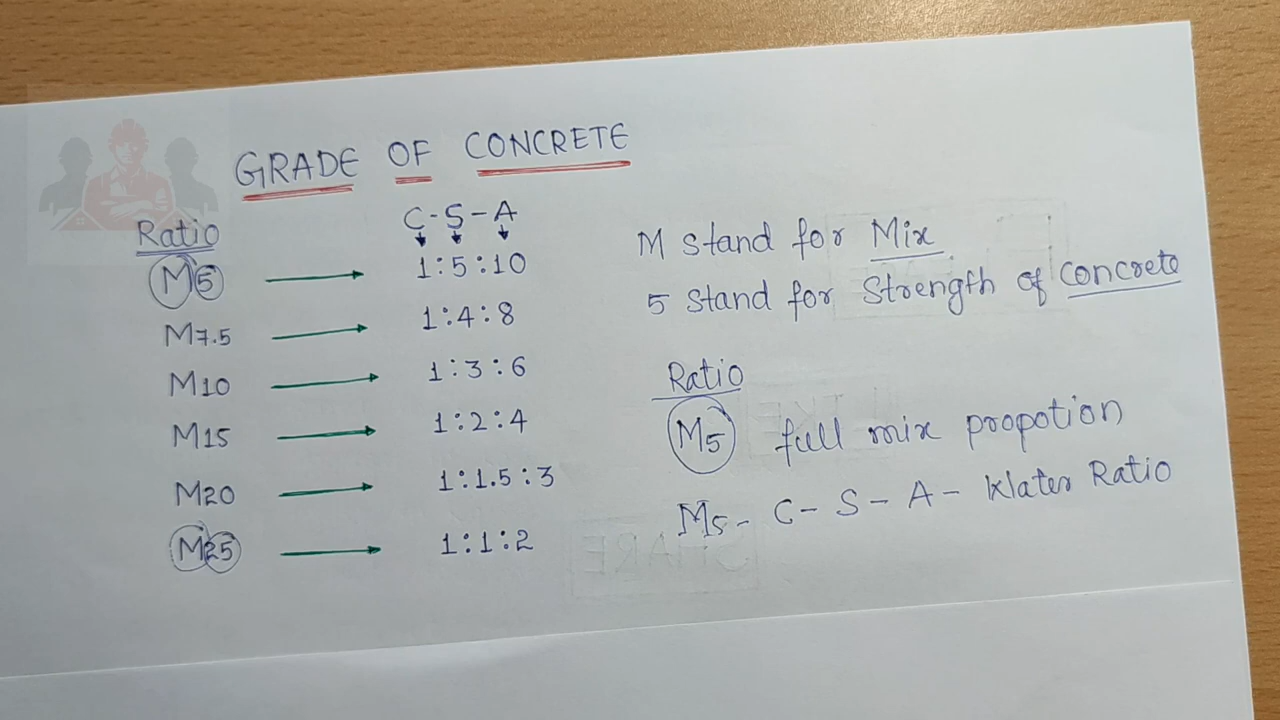 GRADE OF CONCRETE
Ratio C-S-A
M5 → 1:5:10
M7.5 → 1:4:8
M10 → 1:3:6
M15 → 1:2:4
M20 → 1:1.5:3
M25 → 1:1:2
M stand for Mix
5 stand for strength of concrete
Ratio
M5 full mix propotion
M5 - C - S - A - Water Ratio
LIKE
SHARE